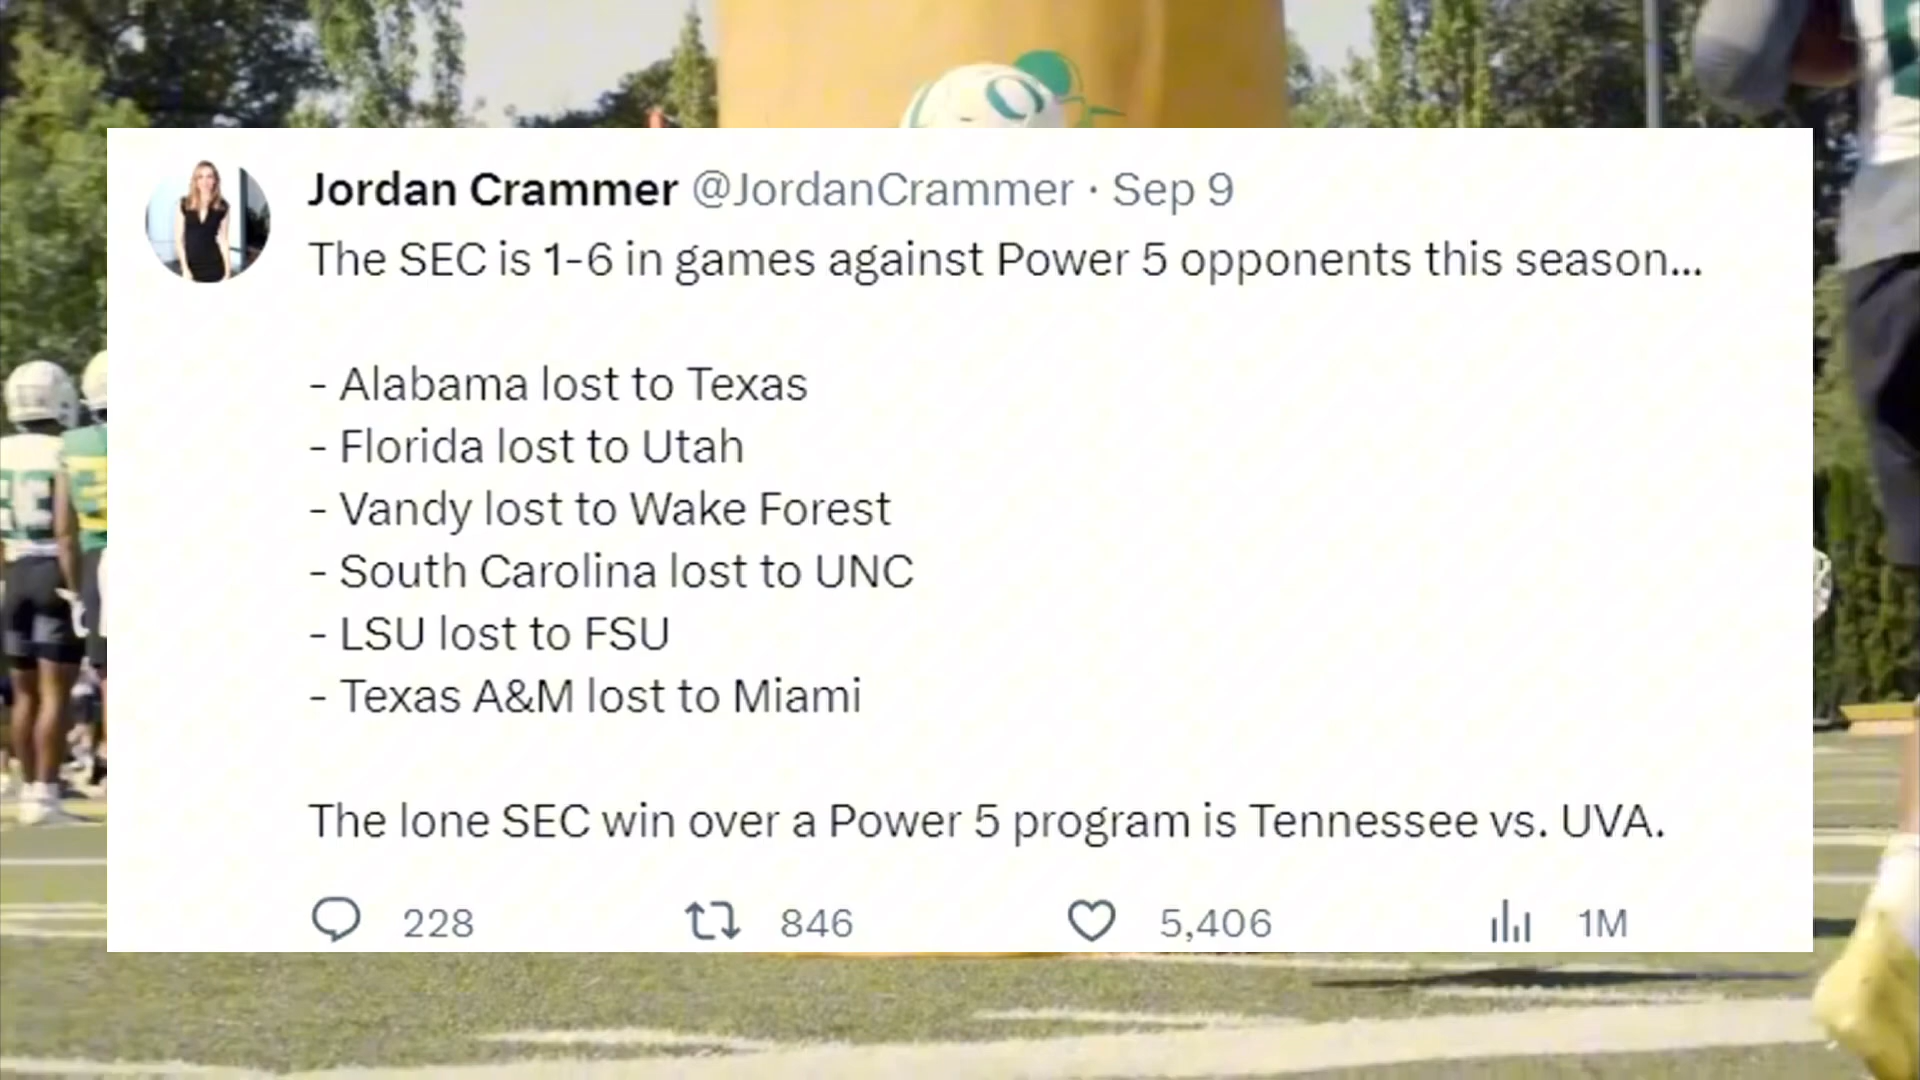 Jordan Crammer @JordanCrammer · Sep 9
The SEC is 1-6 in games against Power 5 opponents this season...
- Alabama lost to Texas
- Florida lost to Utah
- Vandy lost to Wake Forest
- South Carolina lost to UNC
- LSU lost to FSU
- Texas A&M lost to Miami
The lone SEC win over a Power 5 program is Tennessee vs. UVA.
228 846 5,406 1M